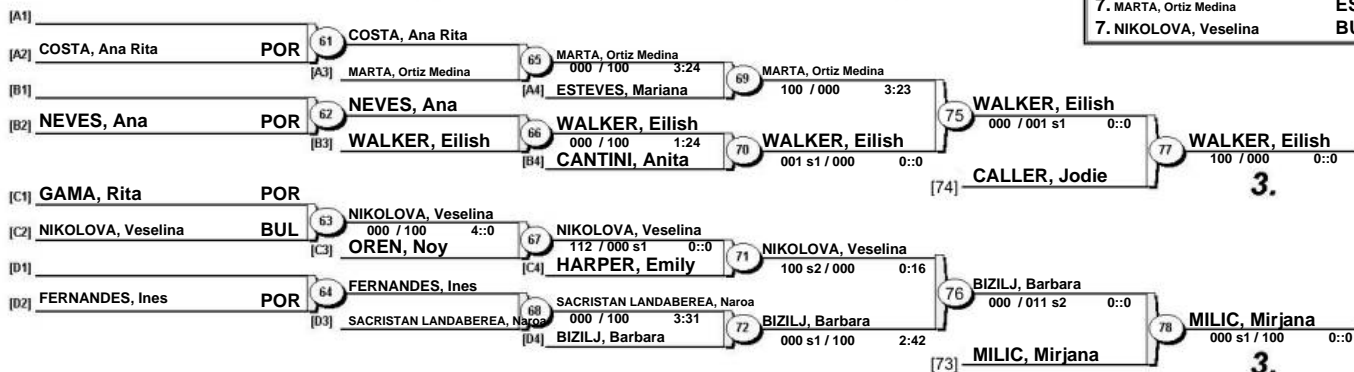 7. MARTA, Ortiz Medina ES
7. NIKOLOVA, Veselina BU
[A1]
[A2] COSTA, Ana Rita POR
61 COSTA, Ana Rita
[A3] MARTA, Ortiz Medina
65 MARTA, Ortiz Medina
000 / 100 3:24
[A4] ESTEVES, Mariana
69 MARTA, Ortiz Medina
100 / 000 3:23
[B1]
[B2] NEVES, Ana POR
62 NEVES, Ana
[B3] WALKER, Eilish
66 WALKER, Eilish
000 / 100 1:24
[B4] CANTINI, Anita
70 WALKER, Eilish
001 s1 / 000 0::0
75 WALKER, Eilish
000 / 001 s1 0::0
[74] CALLER, Jodie
77 WALKER, Eilish
100 / 000 0::0
3.
[C1] GAMA, Rita POR
[C2] NIKOLOVA, Veselina BUL
63 NIKOLOVA, Veselina
000 / 100 4::0
[C3] OREN, Noy
67 NIKOLOVA, Veselina
112 / 000 s1 0::0
[C4] HARPER, Emily
71 NIKOLOVA, Veselina
100 s2 / 000 0:16
[D1]
[D2] FERNANDES, Ines POR
64 FERNANDES, Ines
[D3] SACRISTAN LANDABEREA, Naroa
68 SACRISTAN LANDABEREA, Naroa
000 / 100 3:31
[D4] BIZILJ, Barbara
72 BIZILJ, Barbara
000 s1 / 100 2:42
76 BIZILJ, Barbara
000 / 011 s2 0::0
[73] MILIC, Mirjana
78 MILIC, Mirjana
000 s1 / 100 0::0
3.